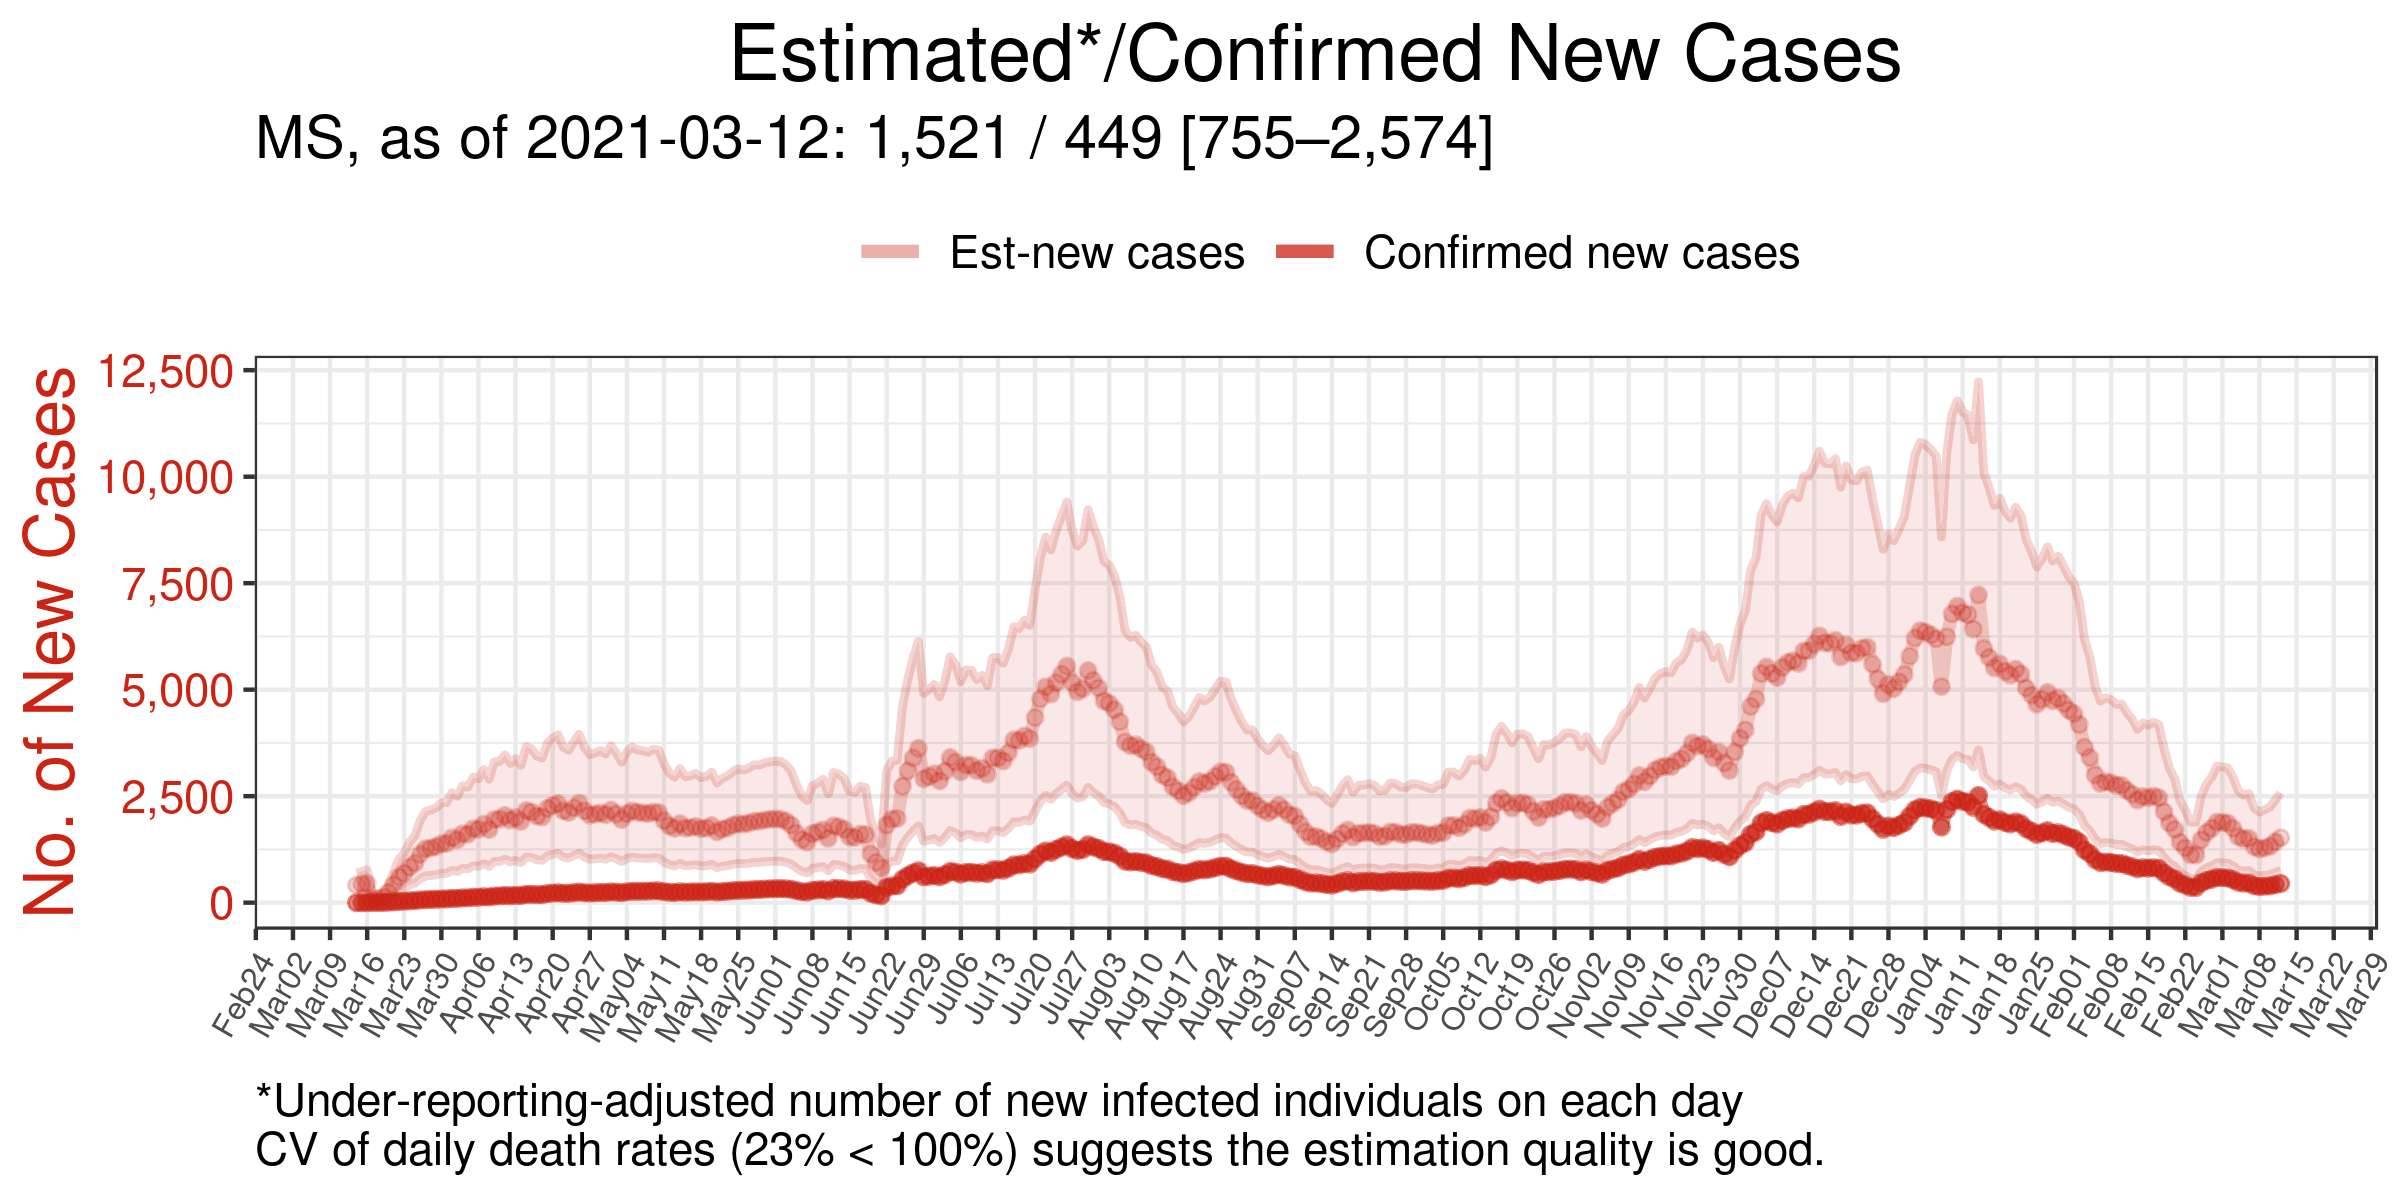 Estimated*/Confirmed New Cases
MS, as of 2021-03-12: 1,521 / 449 [755–2,574]
Est-new cases Confirmed new cases
No. of New Cases
12,500
10,000
7,500
5,000
2,500
0
Feb24 Mar02 Mar09 Mar16 Mar23 Mar30 Apr06 Apr13 Apr20 Apr27 May04 May11 May18 May25 Jun01 Jun08 Jun15 Jun22 Jun29 Jul06 Jul13 Jul20 Jul27 Aug03 Aug10 Aug17 Aug24 Aug31 Sep07 Sep14 Sep21 Sep28 Oct05 Oct12 Oct19 Oct26 Nov02 Nov09 Nov16 Nov23 Nov30 Dec07 Dec14 Dec21 Dec28 Jan04 Jan11 Jan18 Jan25 Feb01 Feb08 Feb15 Feb22 Mar01 Mar08 Mar15 Mar22 Mar29
*Under-reporting-adjusted number of new infected individuals on each day
CV of daily death rates (23% < 100%) suggests the estimation quality is good.